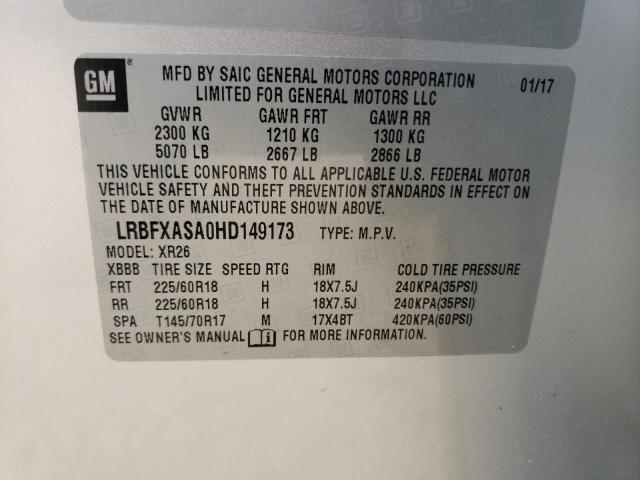 GM ®
MFD BY SAIC GENERAL MOTORS CORPORATION
LIMITED FOR GENERAL MOTORS LLC
01/17
GVWR GAWR FRT GAWR RR
2300 KG 1210 KG 1300 KG
5070 LB 2667 LB 2866 LB
THIS VEHICLE CONFORMS TO ALL APPLICABLE U.S. FEDERAL MOTOR
VEHICLE SAFETY AND THEFT PREVENTION STANDARDS IN EFFECT ON
THE DATE OF MANUFACTURE SHOWN ABOVE.
LRBFXASA0HD149173 TYPE: M.P.V.
MODEL: XR26
XBBB TIRE SIZE SPEED RTG RIM COLD TIRE PRESSURE
FRT 225/60R18 H 18X7.5J 240KPA(35PSI)
RR 225/60R18 H 18X7.5J 240KPA(35PSI)
SPA T145/70R17 M 17X4BT 420KPA(60PSI)
SEE OWNER'S MANUAL i FOR MORE INFORMATION.